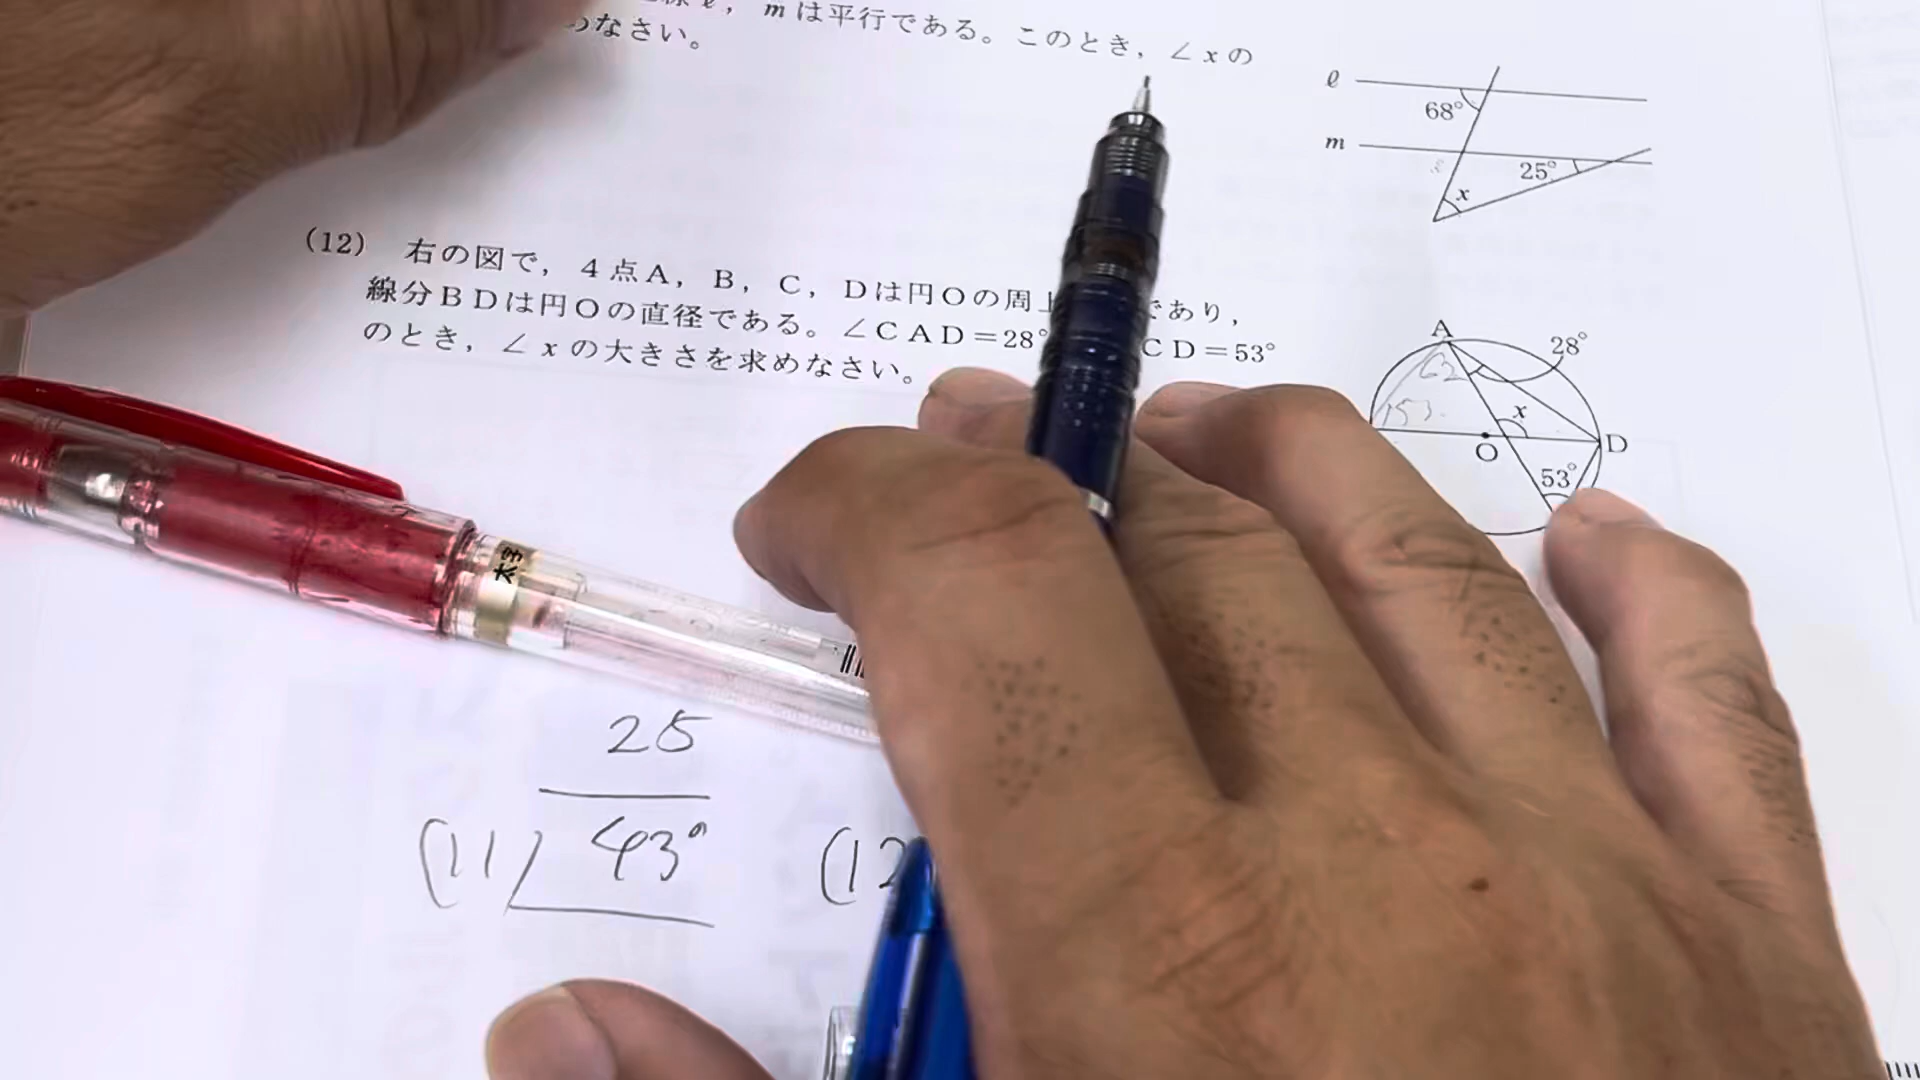 m は平行である。このとき，∠x の
なさい。
ℓ
68°
m
25°
x
(12) 右の図で，4点A，B，C，Dは円Oの周上 であり，
線分BDは円Oの直径である。∠CAD＝28° CD＝53°
のとき，∠x の大きさを求めなさい。
A
28°
62
x
153
O
D
53°
太字
25
(11) 43°
(12